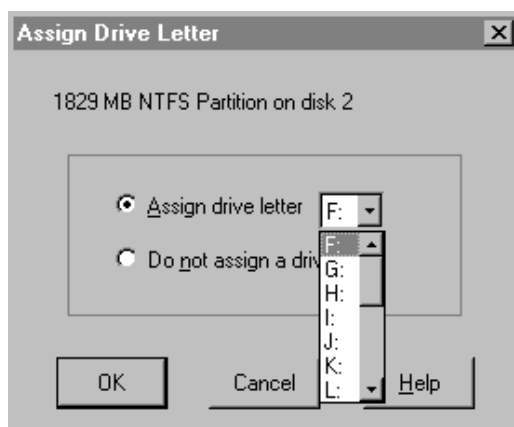 Assign Drive Letter
1829 MB NTFS Partition on disk 2
Assign drive letter F:
Do not assign a driv
F:
G:
H:
I:
J:
K:
L:
OK Cancel Help